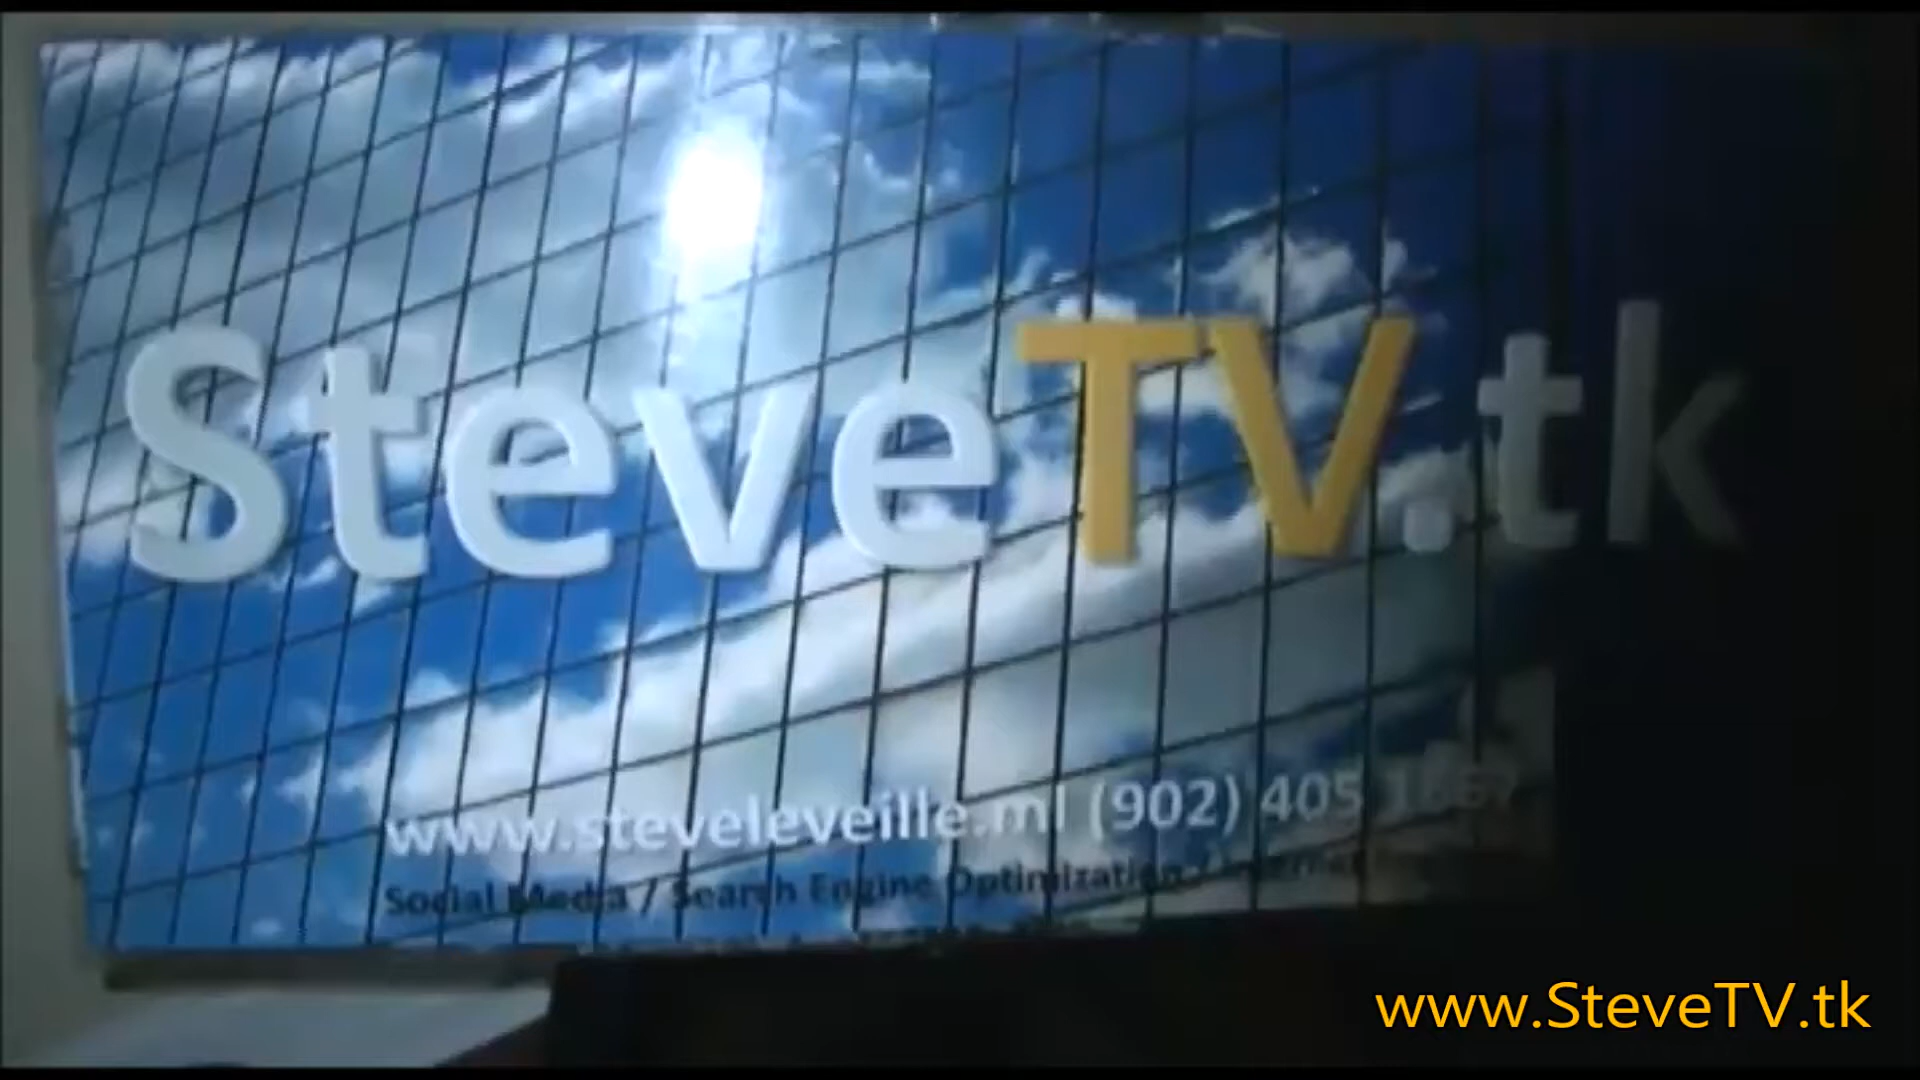 SteveTV.tk
www.steveleveille.ml (902) 405
Social Media / Search Engine Optimization /
www.SteveTV.tk